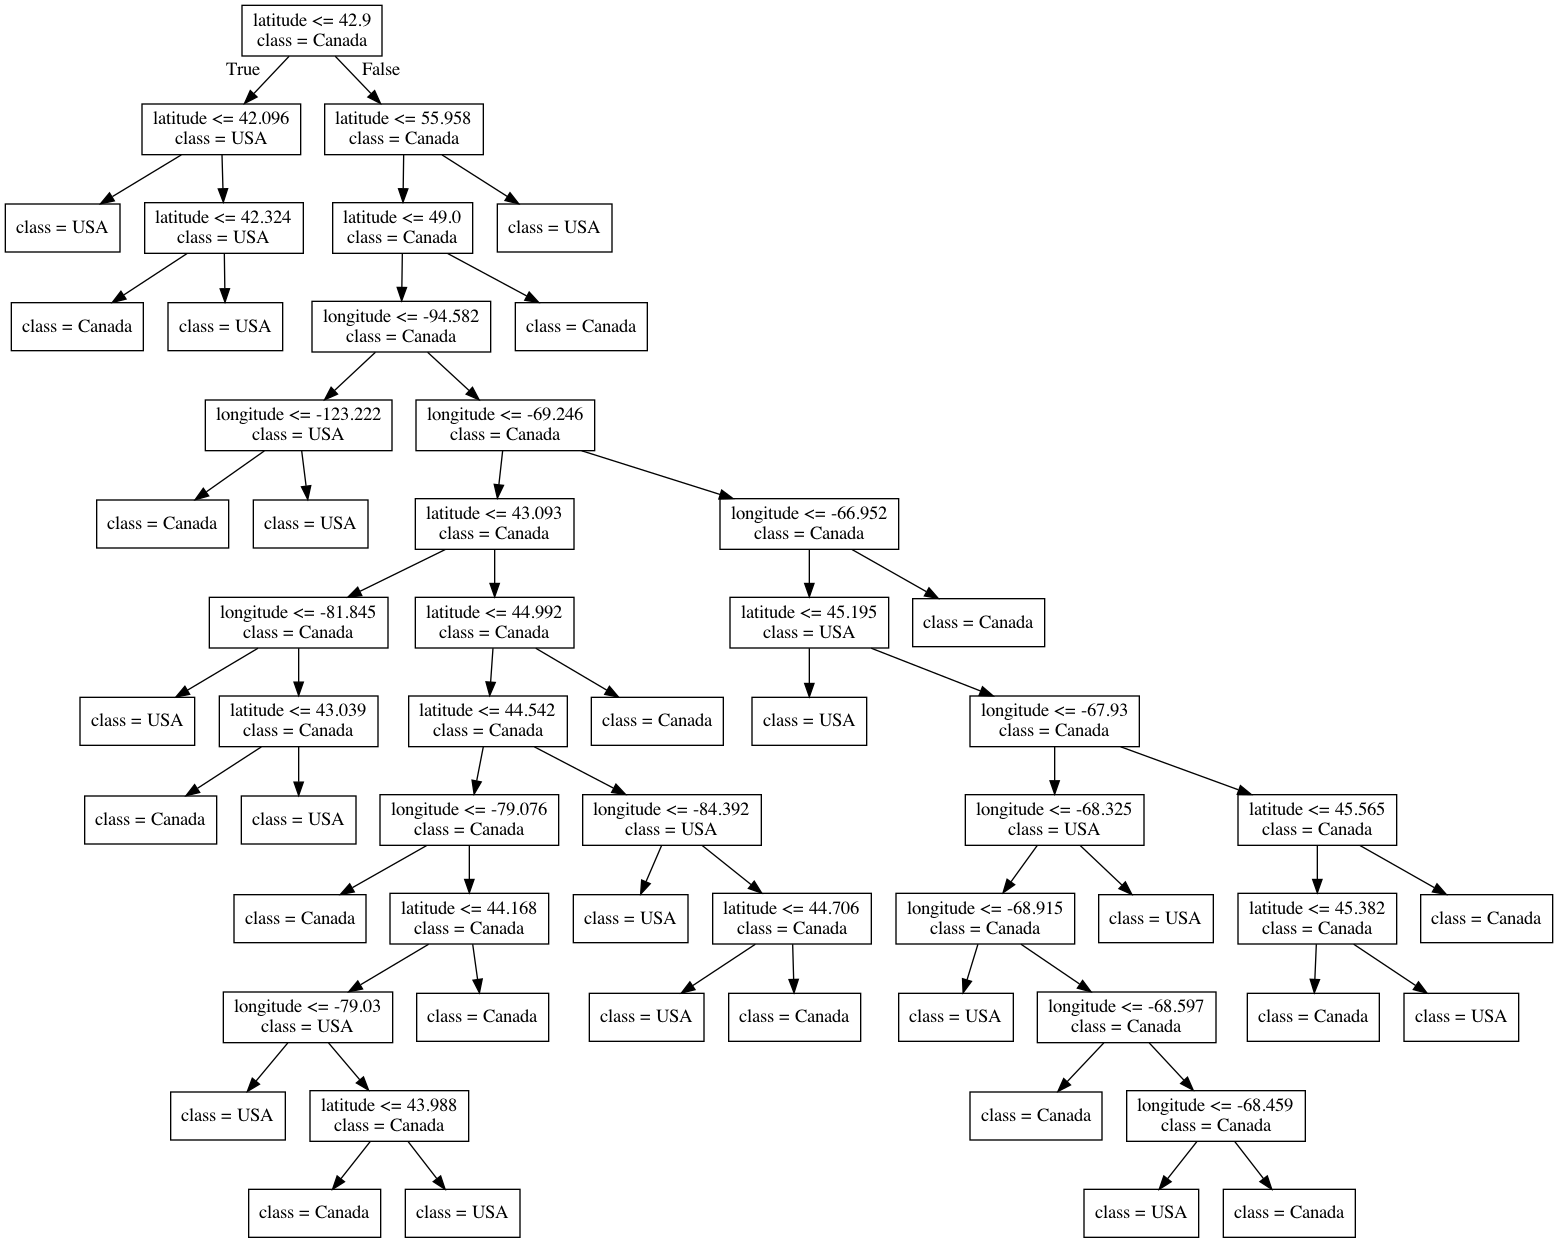 latitude <= 42.9
class = Canada
True
False
latitude <= 42.096
class = USA
latitude <= 55.958
class = Canada
class = USA
latitude <= 42.324
class = USA
latitude <= 49.0
class = Canada
class = USA
class = Canada
class = USA
longitude <= -94.582
class = Canada
class = Canada
longitude <= -123.222
class = USA
longitude <= -69.246
class = Canada
class = Canada
class = USA
latitude <= 43.093
class = Canada
longitude <= -66.952
class = Canada
longitude <= -81.845
class = Canada
latitude <= 44.992
class = Canada
latitude <= 45.195
class = USA
class = Canada
class = USA
latitude <= 43.039
class = Canada
latitude <= 44.542
class = Canada
class = Canada
class = USA
longitude <= -67.93
class = Canada
class = Canada
class = USA
longitude <= -79.076
class = Canada
longitude <= -84.392
class = USA
longitude <= -68.325
class = USA
latitude <= 45.565
class = Canada
class = Canada
latitude <= 44.168
class = Canada
class = USA
latitude <= 44.706
class = Canada
longitude <= -68.915
class = Canada
class = USA
latitude <= 45.382
class = Canada
class = Canada
longitude <= -79.03
class = USA
class = Canada
class = USA
class = Canada
class = USA
longitude <= -68.597
class = Canada
class = Canada
class = USA
class = USA
latitude <= 43.988
class = Canada
class = Canada
longitude <= -68.459
class = Canada
class = Canada
class = USA
class = USA
class = Canada